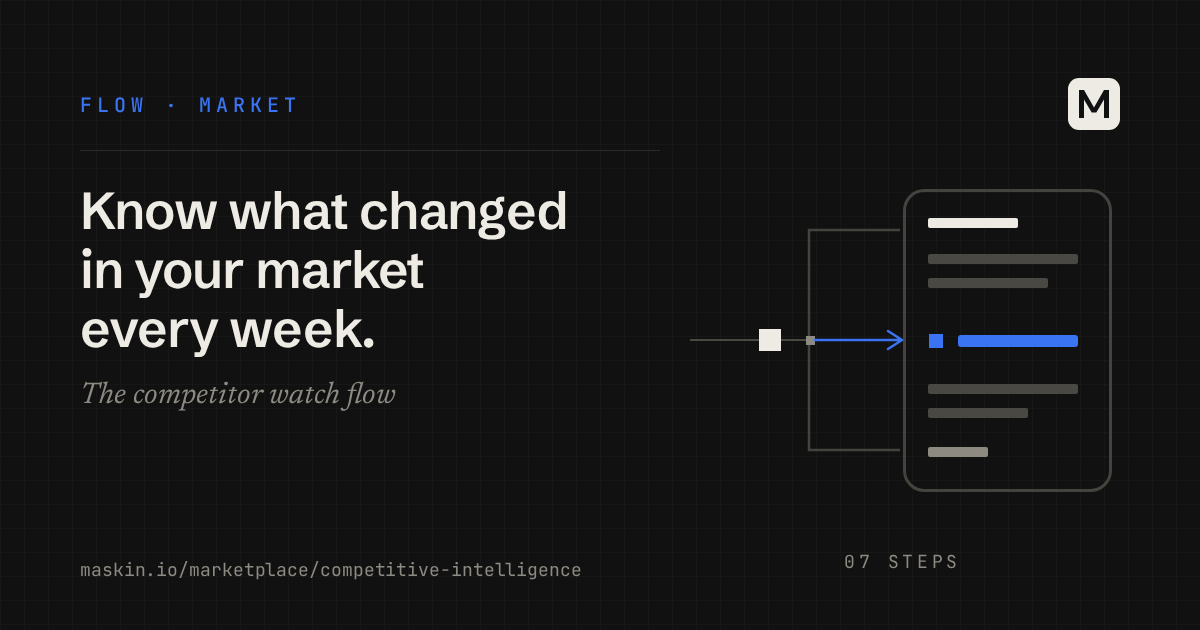 FLOW · MARKET
M
Know what changed
in your market
every week.
The competitor watch flow
maskin.io/marketplace/competitive-intelligence
07 STEPS